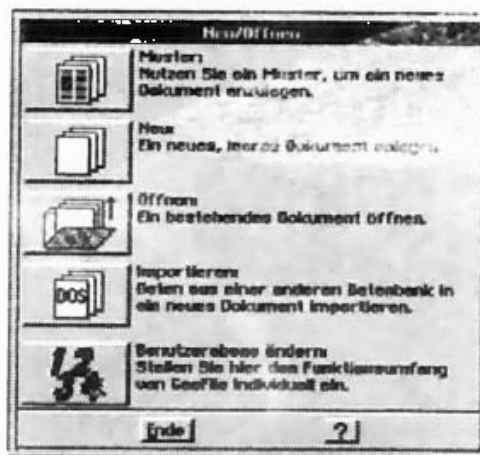 Neu/Öffnen
Muster:
Nutzen Sie ein Muster, um ein neues
Dokument anzulegen.
Neu:
Ein neues, leeres Dokument anlegen.
Öffnen:
Ein bestehendes Dokument öffnen.
Importieren:
DOS
Daten aus einer anderen Datenbank in
ein neues Dokument importieren.
Benutzerebene ändern:
Stellen Sie hier den Funktionsumfang
von GeoFile individuell ein.
Ende
?